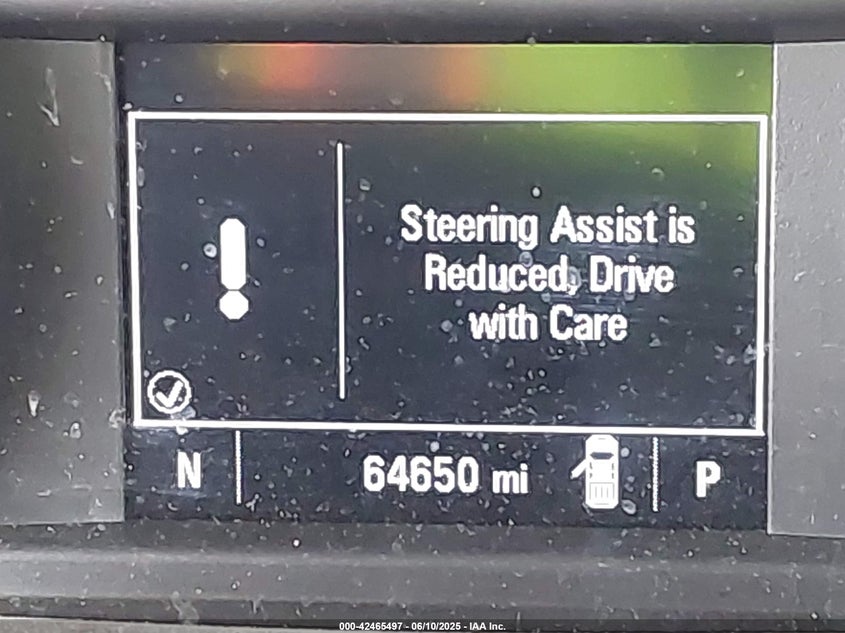 Steering Assist is
Reduced, Drive
with Care
N 64650 mi P
000-42465497 - 06/10/2025 - IAA Inc.